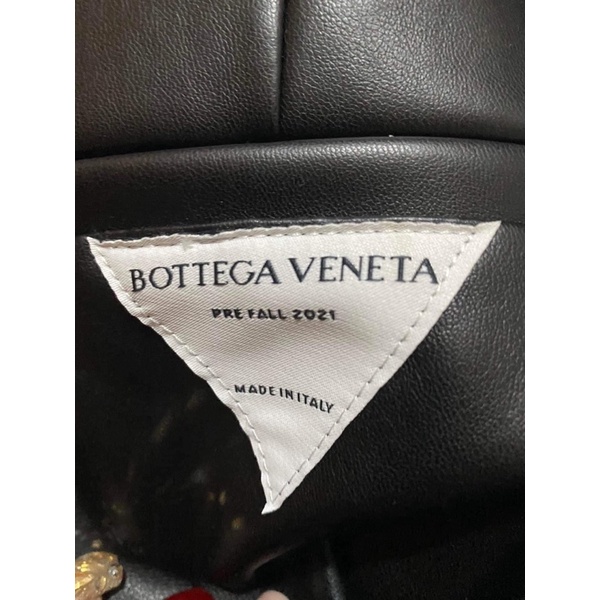 BOTTEGA VENETA
PRE FALL 2021
MADE IN ITALY